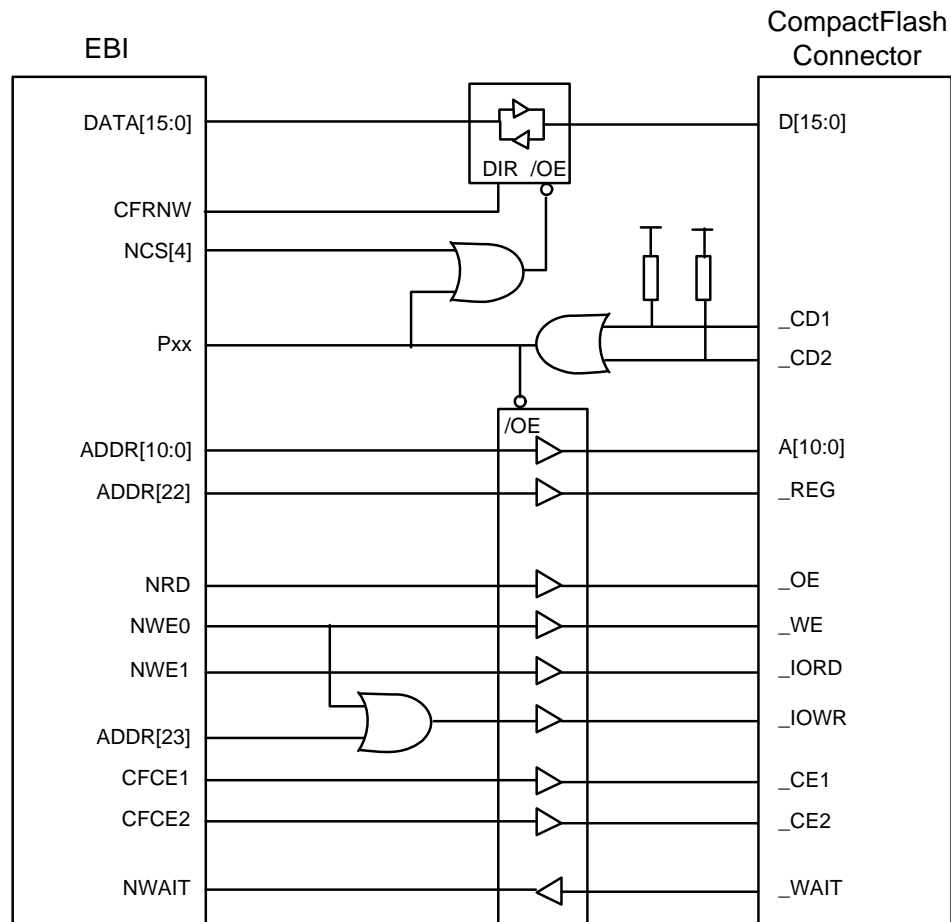 EBI
CompactFlash
Connector
DATA[15:0]
D[15:0]
DIR /OE
CFRNW
NCS[4]
_CD1
Pxx
_CD2
/OE
ADDR[10:0]
A[10:0]
ADDR[22]
_REG
NRD
_OE
NWE0
_WE
NWE1
_IORD
_IOWR
ADDR[23]
CFCE1
_CE1
CFCE2
_CE2
NWAIT
_WAIT